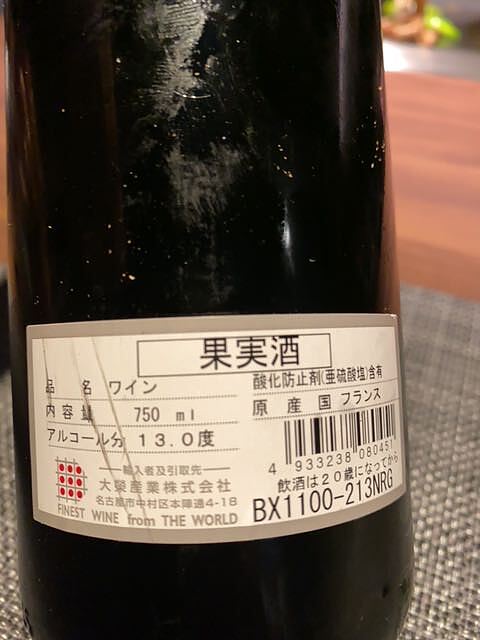 果実酒
品 名 ワイン
内容量 750 ml
アルコール分 13.0度
酸化防止剤(亜硫酸塩)含有
原産国 フランス
4 933238 080451
飲酒は20歳になってから
BX1100-213NRG
輸入者及引取先
大榮産業株式会社
名古屋市中村区本陣通4-18
FINEST WINE from THE WORLD